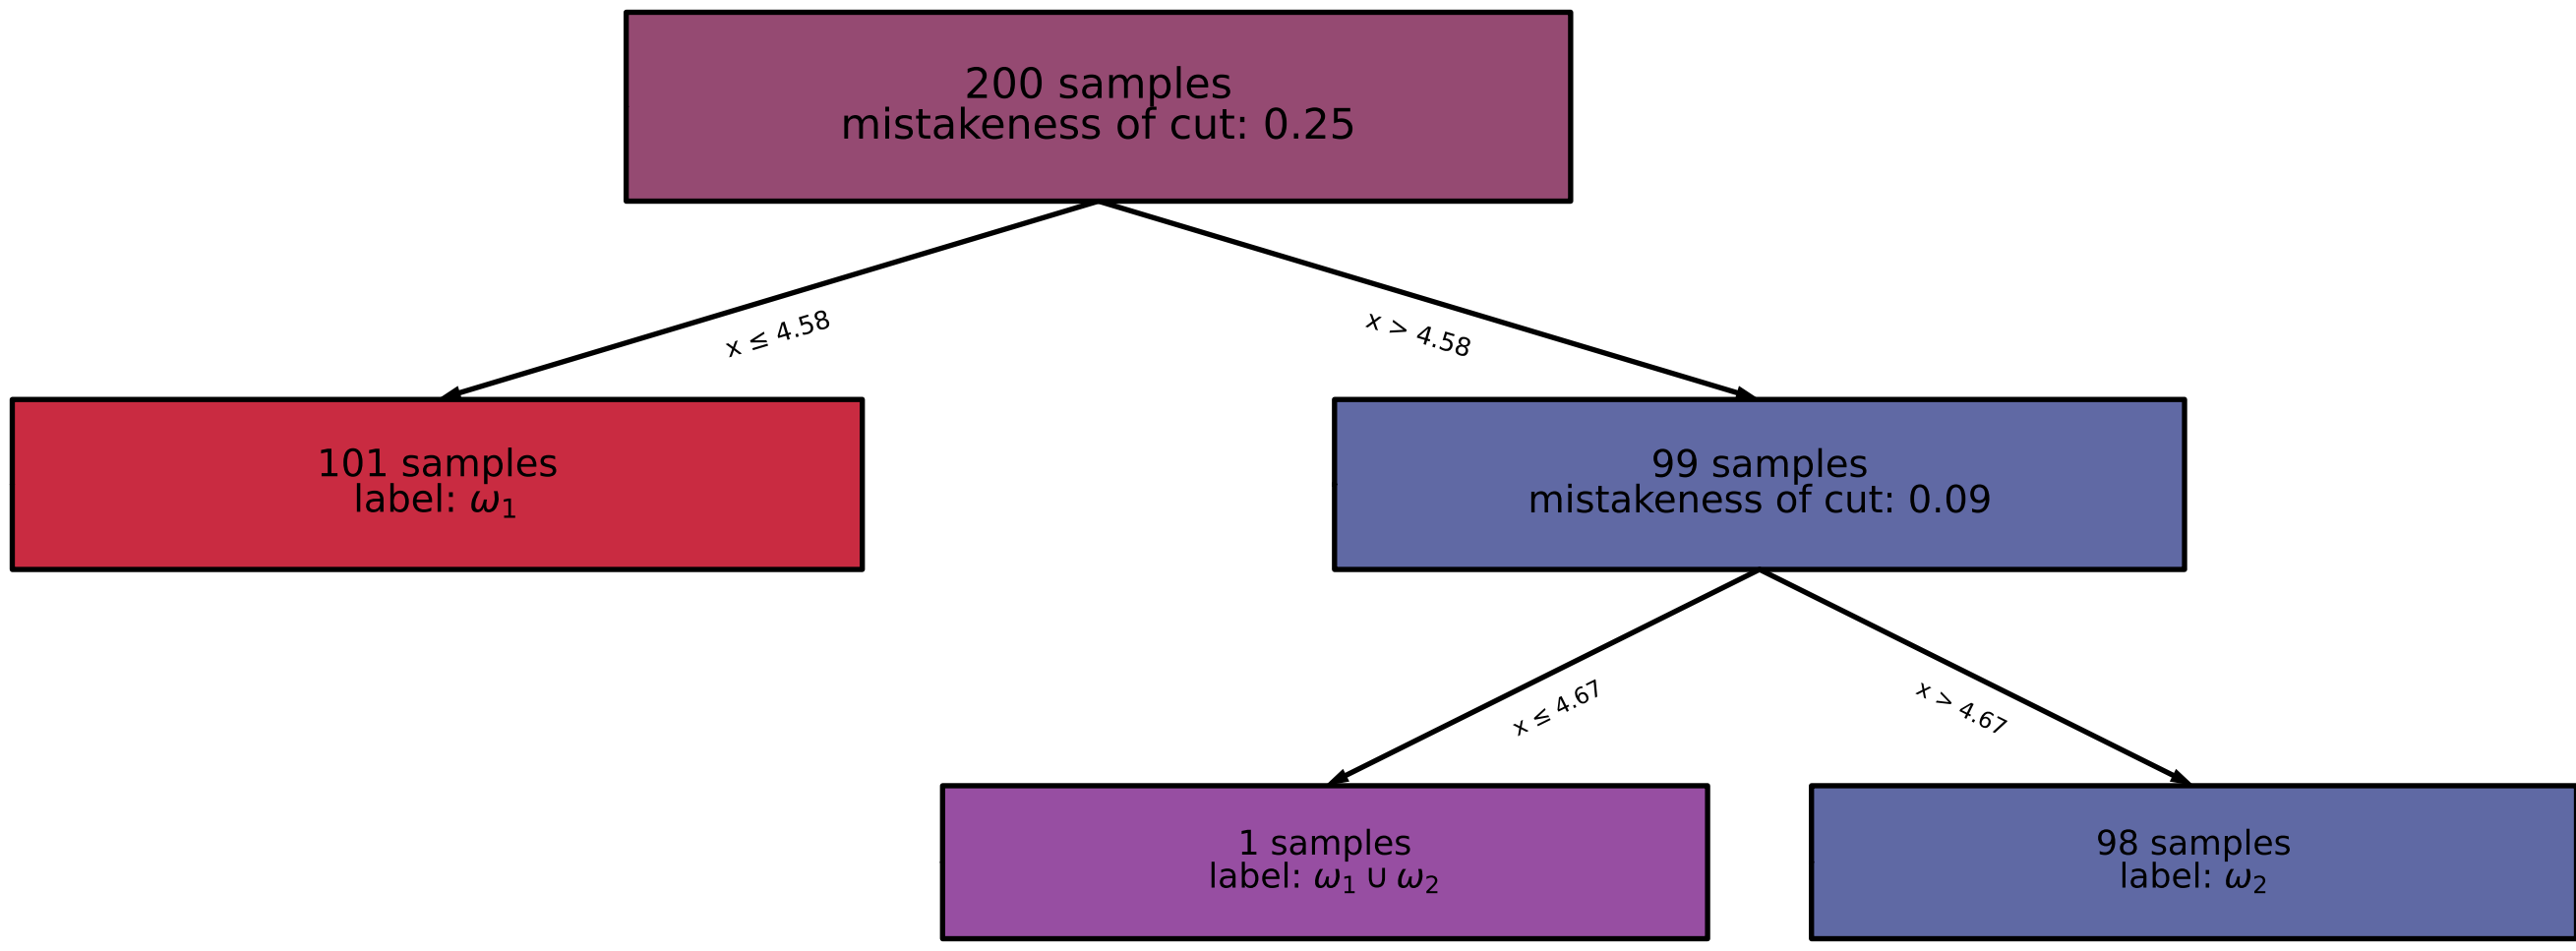 200 samples
mistakeness of cut: 0.25
x ≤ 4.58
x > 4.58
101 samples
label: ω₁
99 samples
mistakeness of cut: 0.09
x ≤ 4.67
x > 4.67
1 samples
label: ω₁ ∪ ω₂
98 samples
label: ω₂